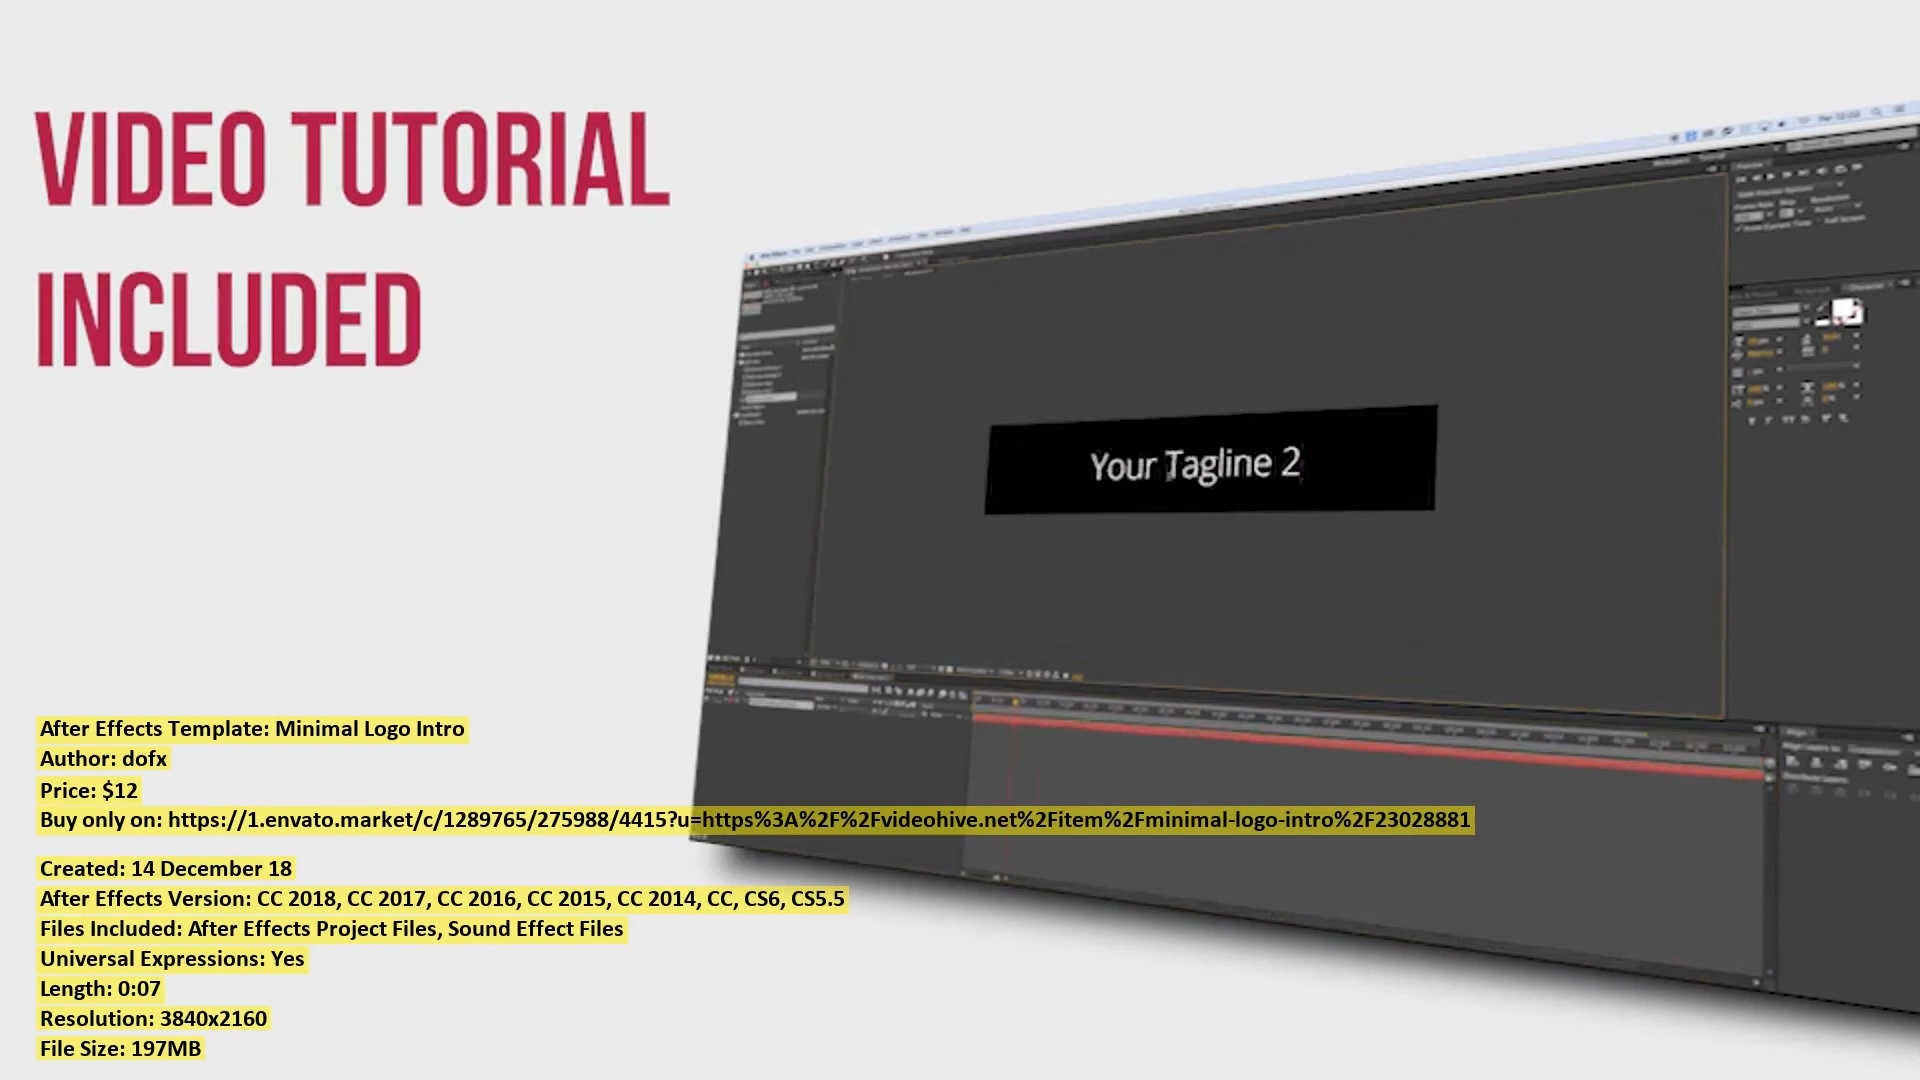 VIDEO TUTORIAL
INCLUDED
Your Tagline 2
After Effects Template: Minimal Logo Intro
Author: dofx
Price: $12
Buy only on: https://1.envato.market/c/1289765/275988/4415?u=https%3A%2F%2Fvideohive.net%2Fitem%2Fminimal-logo-intro%2F23028881
Created: 14 December 18
After Effects Version: CC 2018, CC 2017, CC 2016, CC 2015, CC 2014, CC, CS6, CS5.5
Files Included: After Effects Project Files, Sound Effect Files
Universal Expressions: Yes
Length: 0:07
Resolution: 3840x2160
File Size: 197MB